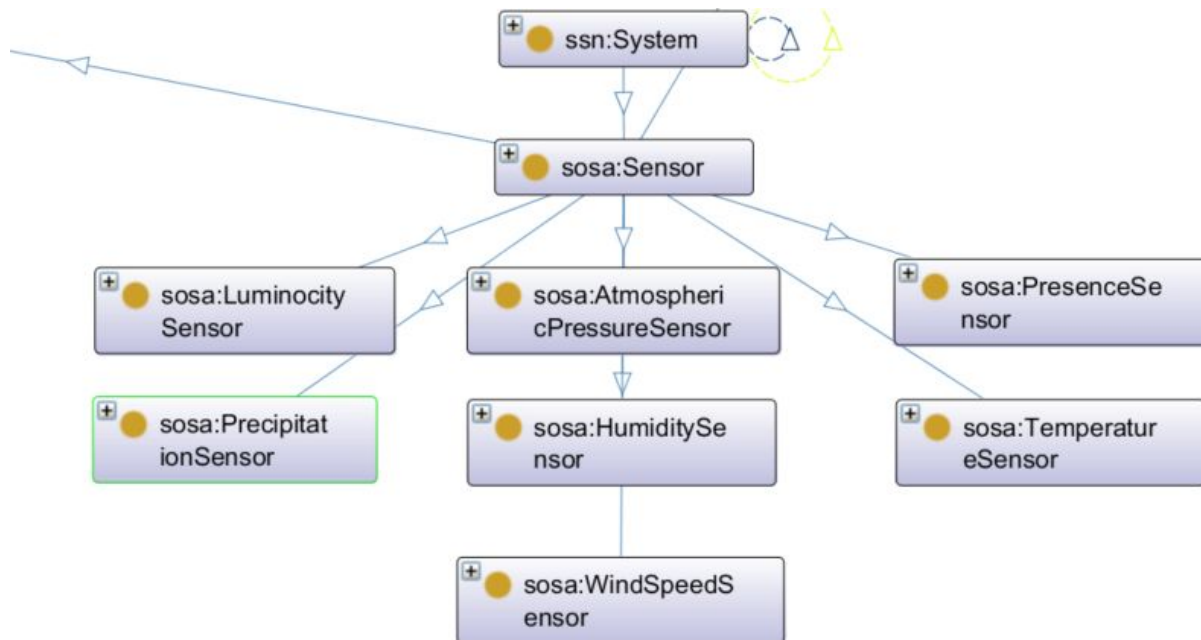 ssn:System
sosa:Sensor
sosa:Luminocity
Sensor
sosa:Atmospheri
cPressureSensor
sosa:PresenceSe
nsor
sosa:Precipitat
ionSensor
sosa:HumiditySe
nsor
sosa:Temperatur
eSensor
sosa:WindSpeedS
ensor